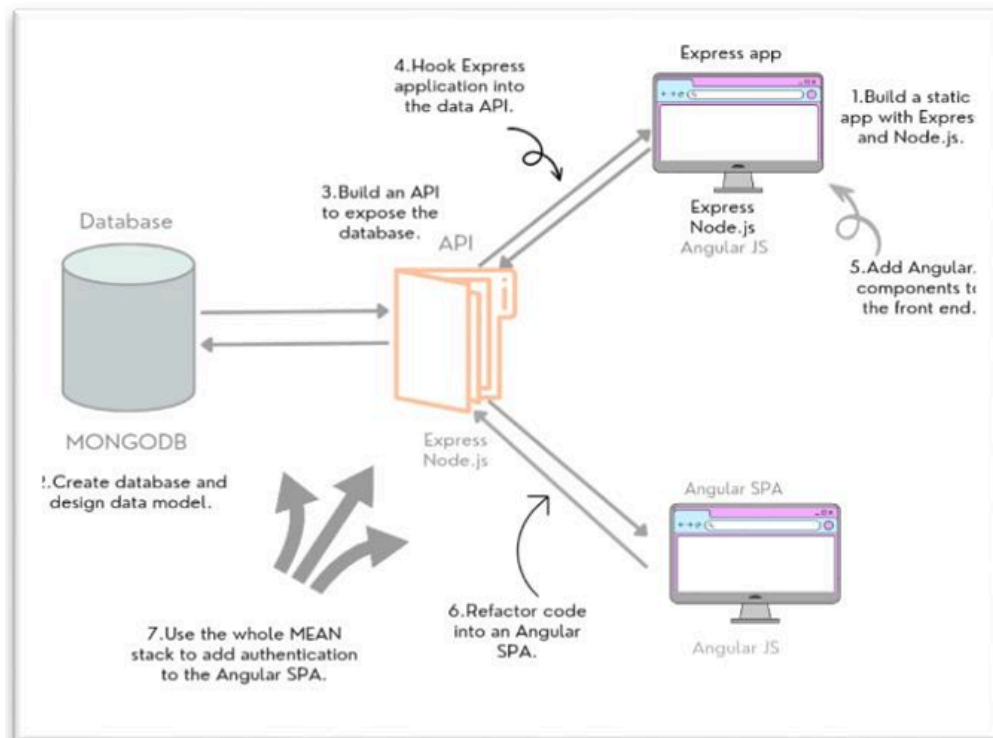 Express app
4.Hook Express
application into
the data API.
1.Build a static
app with Express
and Node.js.
3.Build an API
to expose the
database.
Database
API
Express
Node.js
Angular JS
5.Add Angular.
components to
the front end.
MONGODB
2.Create database and
design data model.
Express
Node.js
Angular SPA
6.Refactor code
into an Angular
SPA.
7.Use the whole MEAN
stack to add authentication
to the Angular SPA.
Angular JS